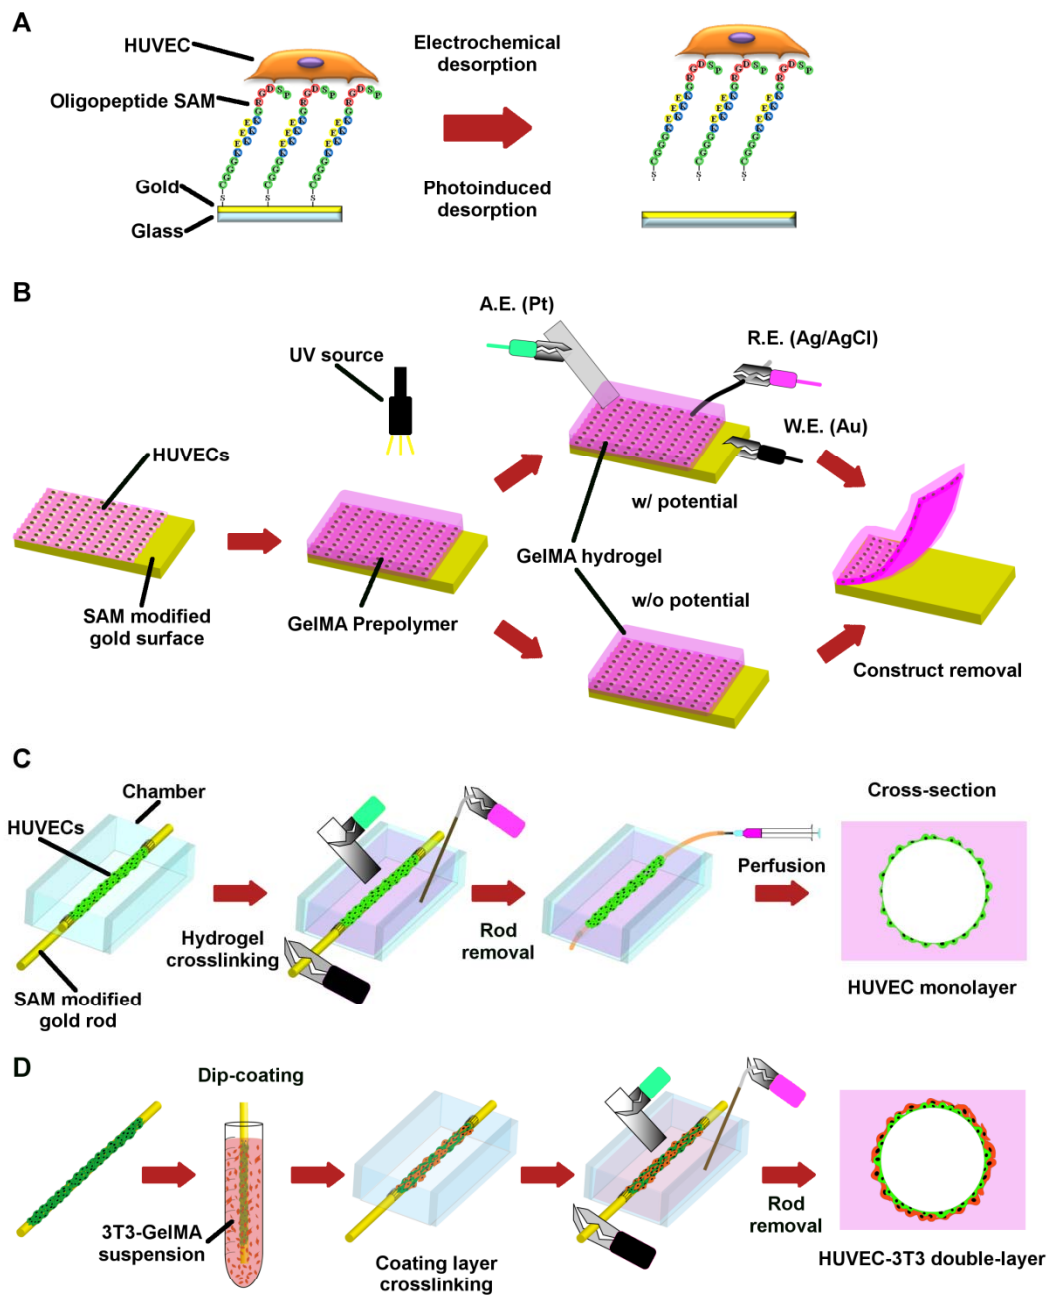 A
HUVEC
Electrochemical
desorption
Oligopeptide SAM
Gold
Photoinduced
desorption
Glass
C G G G K E E E K K K G R G D S P
C G G G K E E E K K K G R G D S P
C G G G K E E E K K K G R G D S P
S
S
S
C G G G K E E E K K K G R G D S P
C G G G K E E E K K K G R G D S P
C G G G K E E E K K K G R G D S P
S
S
S
B
A.E. (Pt)
UV source
R.E. (Ag/AgCl)
W.E. (Au)
HUVECs
w/ potential
GelMA hydrogel
w/o potential
SAM modified
gold surface
GelMA Prepolymer
Construct removal
C
Chamber
HUVECs
Cross-section
Perfusion
Hydrogel
crosslinking
Rod
removal
SAM modified
gold rod
HUVEC monolayer
D
Dip-coating
3T3-GelMA
suspension
Coating layer
crosslinking
Rod
removal
HUVEC-3T3 double-layer